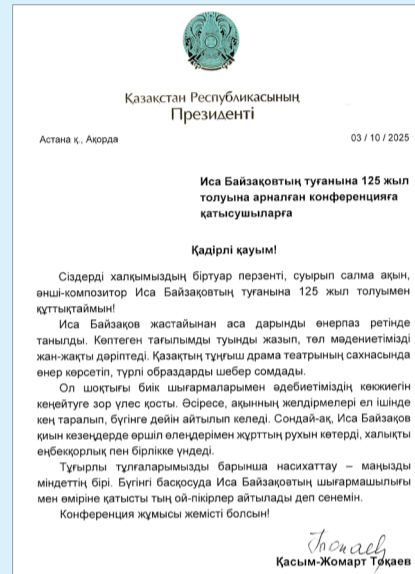 Қазақстан Республикасының
Президенті
Астана қ., Ақорда
03 / 10 / 2025
Иса Байзақовтың туғанына 125 жыл
толуына арналған конференцияға
қатысушыларға
Қадірлі қауым!
Сіздерді халқымыздың біртуар перзенті, суырып салма ақын,
әнші-композитор Иса Байзақовтың туғанына 125 жыл толуымен
құттықтаймын!
Иса Байзақов жастайынан аса дарынды өнерпаз ретінде
танылды. Көптеген тағылымды туынды жазып, төл мәдениетімізді
жан-жақты дәріптеді. Қазақтың тұңғыш драма театрының сахнасында
өнер көрсетіп, түрлі образдарды шебер сомдады.
Ол шоқтығы биік шығармаларымен әдебиетіміздің көкжиегін
кеңейтуге зор үлес қосты. Әсіресе, ақынның желдірмелері ел ішінде
кең таралып, бүгінге дейін айтылып келеді. Сондай-ақ, Иса Байзақов
қиын кезеңдерде өршіл өлеңдерімен жұрттың рухын көтерді, халықты
еңбекқорлық пен бірлікке үндеді.
Тұғырлы тұлғаларымызды барынша насихаттау – маңызды
міндеттің бірі. Бүгінгі басқосуда Иса Байзақовтың шығармашылығы
мен өміріне қатысты тың ой-пікірлер айтылады деп сенемін.
Конференция жұмысы жемісті болсын!
Қасым-Жомарт Тоқаев